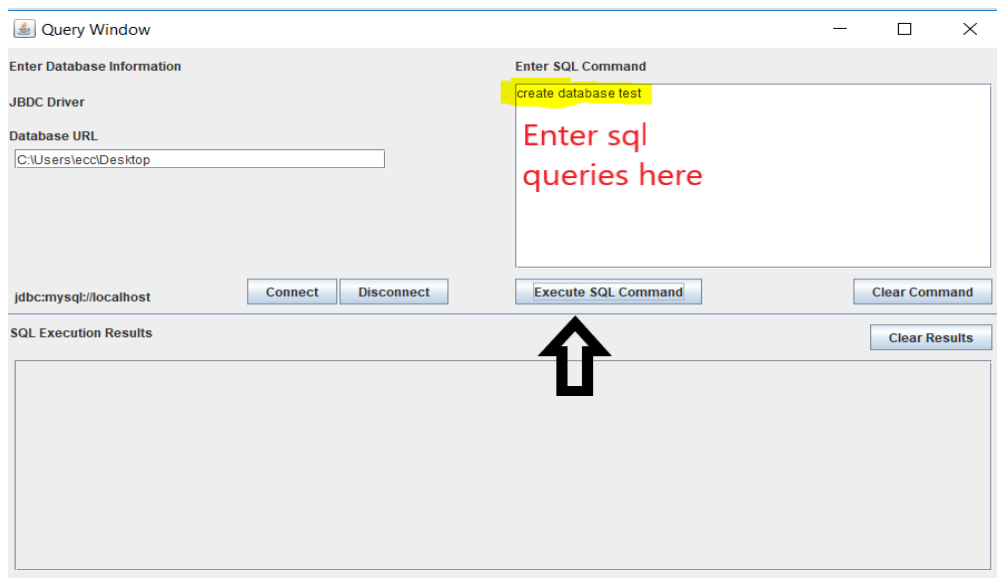 Query Window
Enter Database Information
JBDC Driver
Database URL
C:\Users\ecc\Desktop
jdbc:mysql://localhost
Connect
Disconnect
Enter SQL Command
create database test
Enter sql
queries here
Execute SQL Command
Clear Command
SQL Execution Results
Clear Results